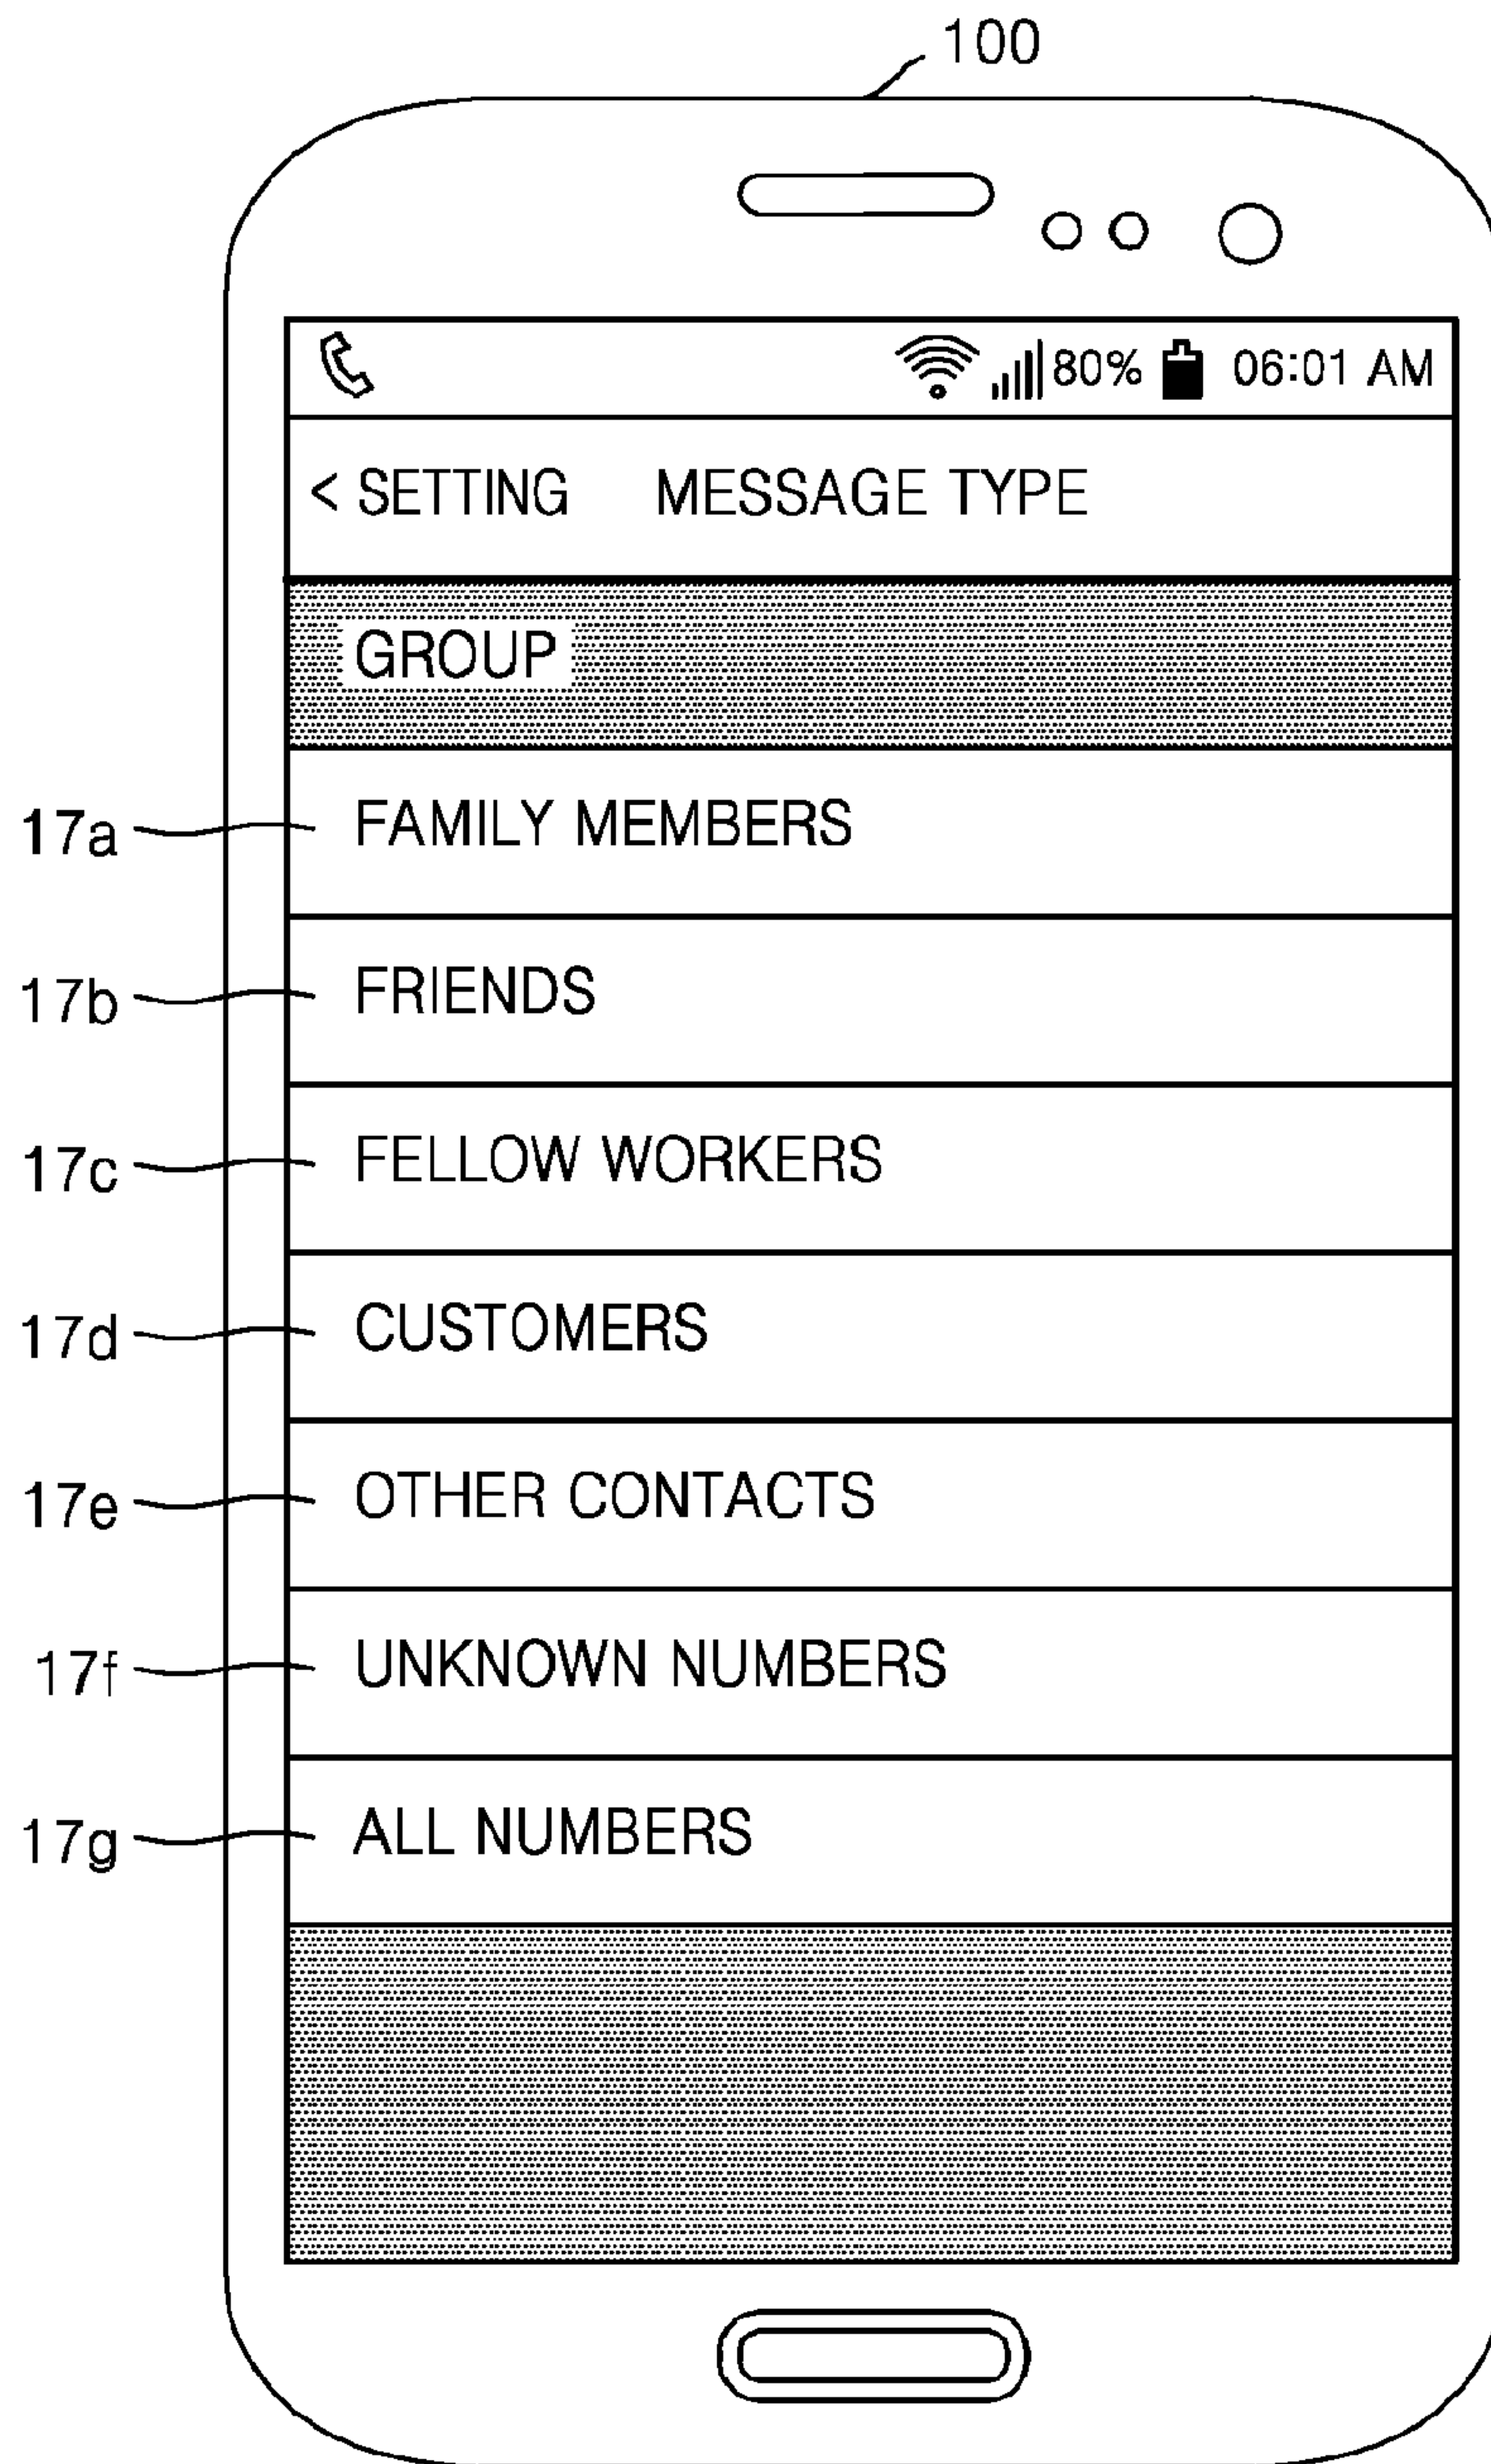 100
80% 06:01 AM
< SETTING MESSAGE TYPE
GROUP
17a FAMILY MEMBERS
17b FRIENDS
17c FELLOW WORKERS
17d CUSTOMERS
17e OTHER CONTACTS
17f UNKNOWN NUMBERS
17g ALL NUMBERS